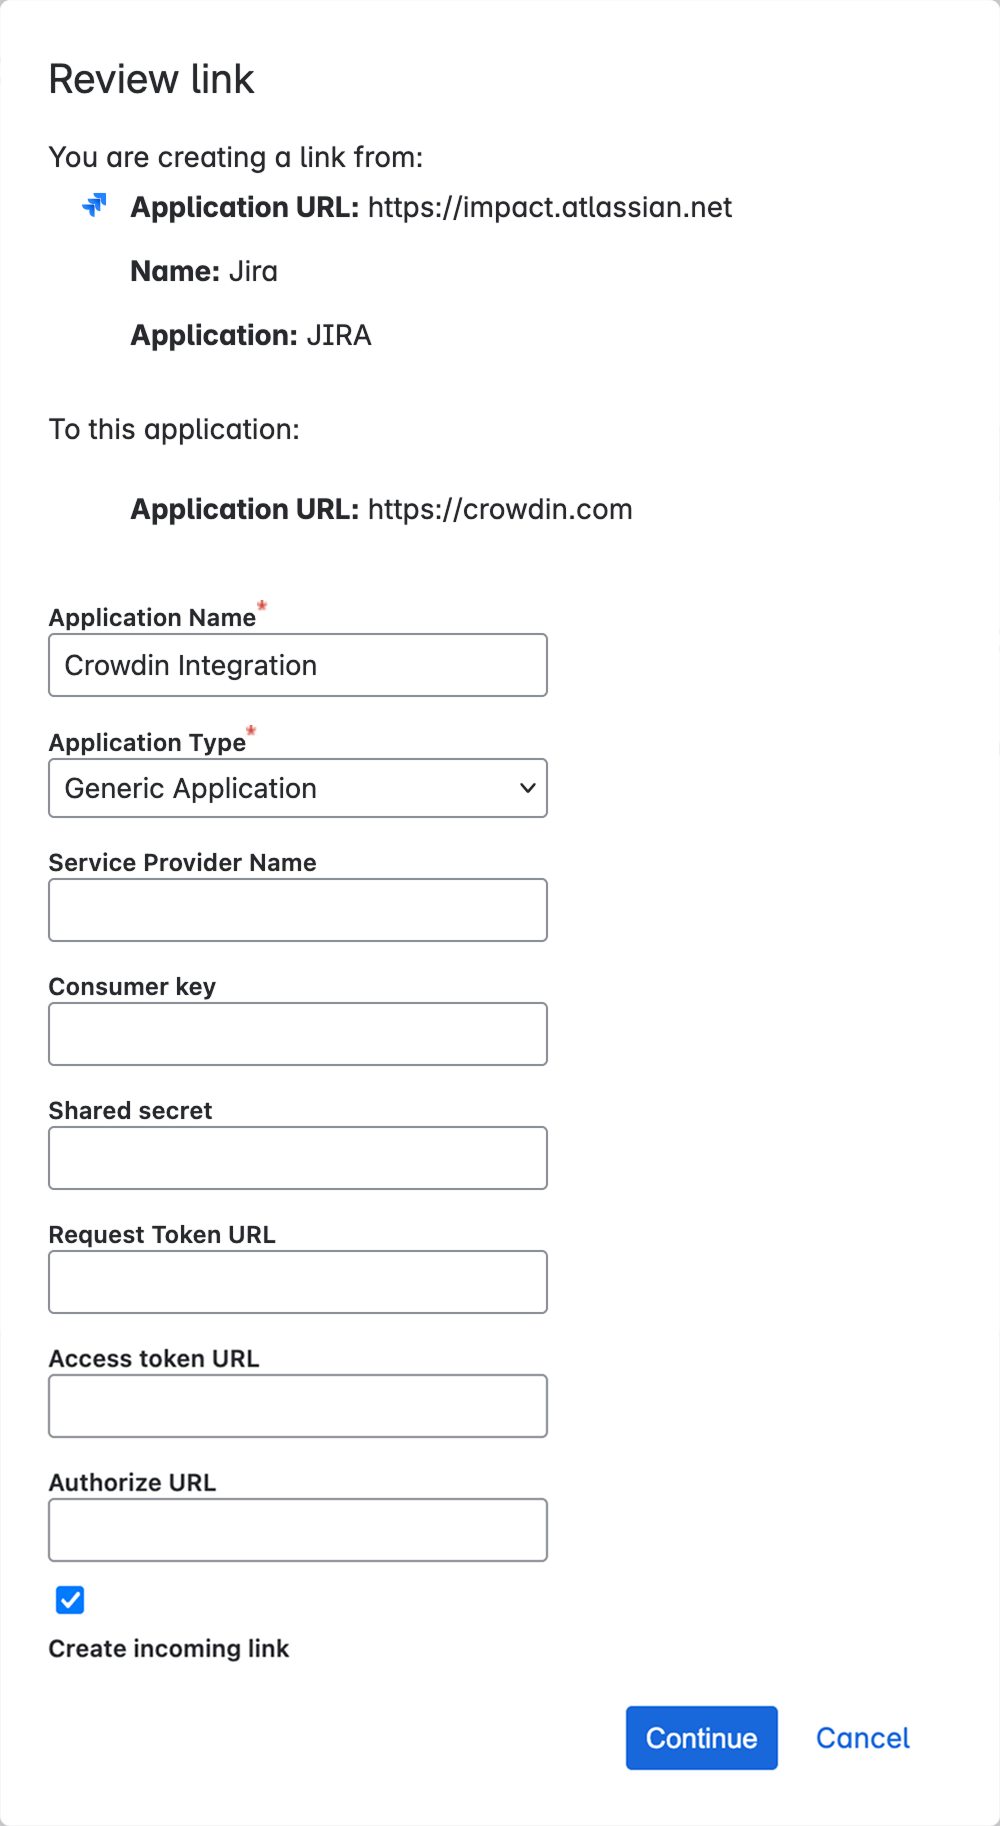 Review link
You are creating a link from:
Application URL: https://impact.atlassian.net
Name: Jira
Application: JIRA
To this application:
Application URL: https://crowdin.com
Application Name*
Crowdin Integration
Application Type*
Generic Application
Service Provider Name
Consumer key
Shared secret
Request Token URL
Access token URL
Authorize URL
Create incoming link
Continue Cancel